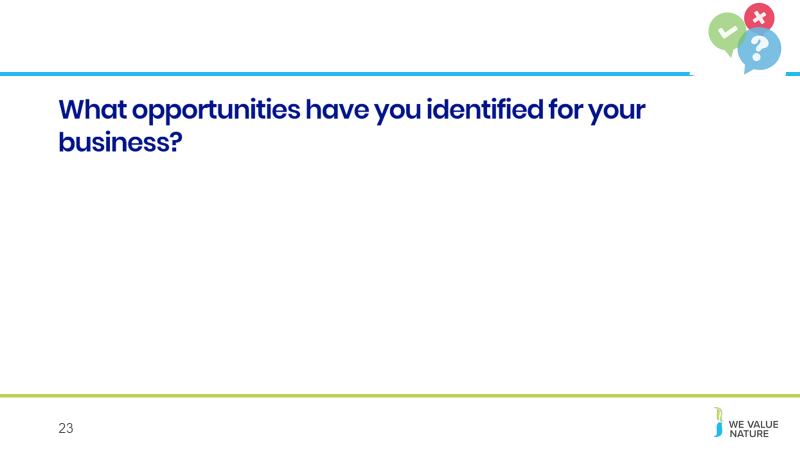 What opportunities have you identified for your
business?
23
WE VALUE
NATURE